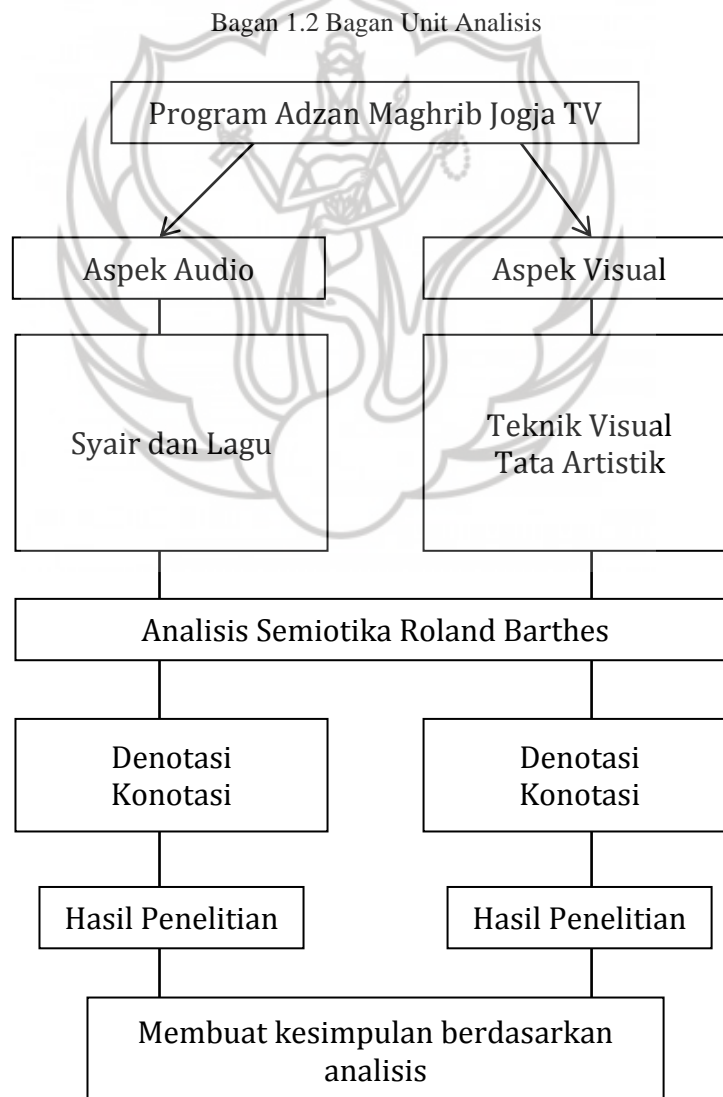 Bagan 1.2 Bagan Unit Analisis
Program Adzan Maghrib Jogja TV
Aspek Audio
Aspek Visual
Syair dan Lagu
Teknik Visual
Tata Artistik
Analisis Semiotika Roland Barthes
Denotasi
Konotasi
Denotasi
Konotasi
Hasil Penelitian
Hasil Penelitian
Membuat kesimpulan berdasarkan
analisis